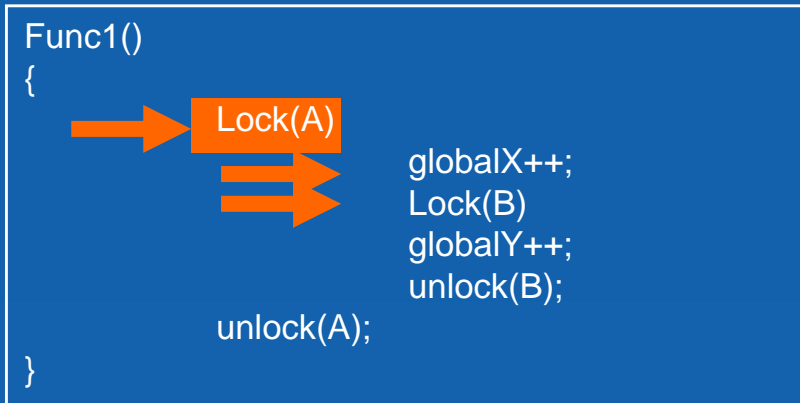 Func1()
{
Lock(A)
globalX++;
Lock(B)
globalY++;
unlock(B);
unlock(A);
}